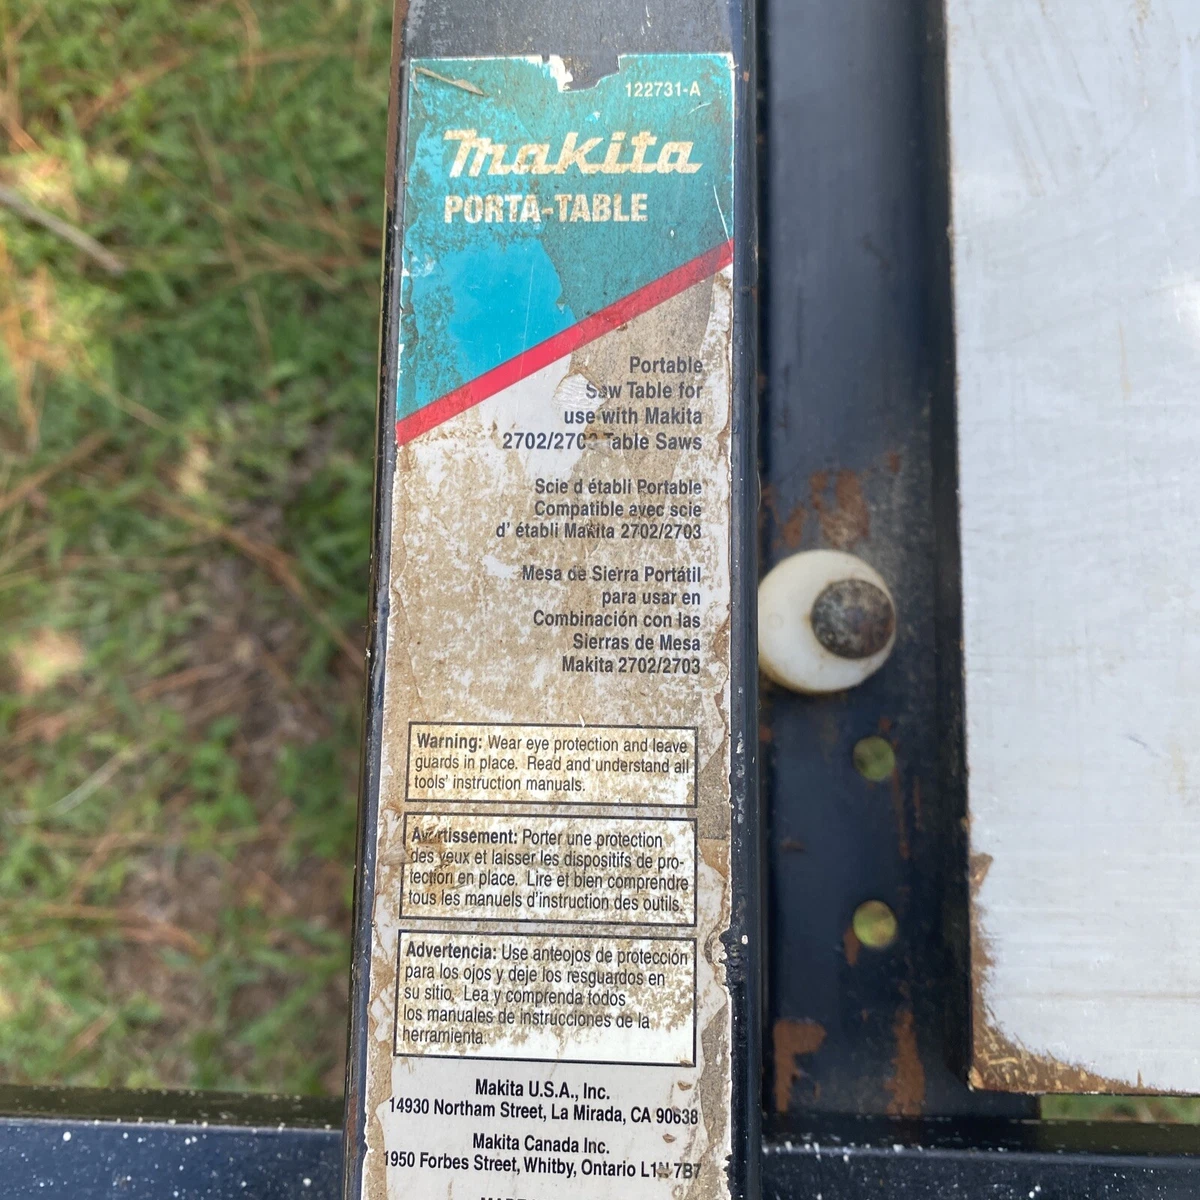 122731-A
Makita
PORTA-TABLE
Portable
Saw Table for
use with Makita
2702/2703 Table Saws
Scie d établi Portable
Compatible avec scie
d' établi Makita 2702/2703
Mesa de Sierra Portátil
para usar en
Combinación con las
Sierras de Mesa
Makita 2702/2703
Warning: Wear eye protection and leave
guards in place. Read and understand all
tools' instruction manuals.
Avertissement: Porter une protection
des yeux et laisser les dispositifs de pro-
tection en place. Lire et bien comprendre
tous les manuels d'instruction des outils.
Advertencia: Use anteojos de protección
para los ojos y deje los resguardos en
su sitio, Lea y comprenda todos
los manuales de instrucciones de la
herramienta.
Makita U.S.A., Inc.
14930 Northam Street, La Mirada, CA 90638
Makita Canada Inc.
1950 Forbes Street, Whitby, Ontario L1N 7B7